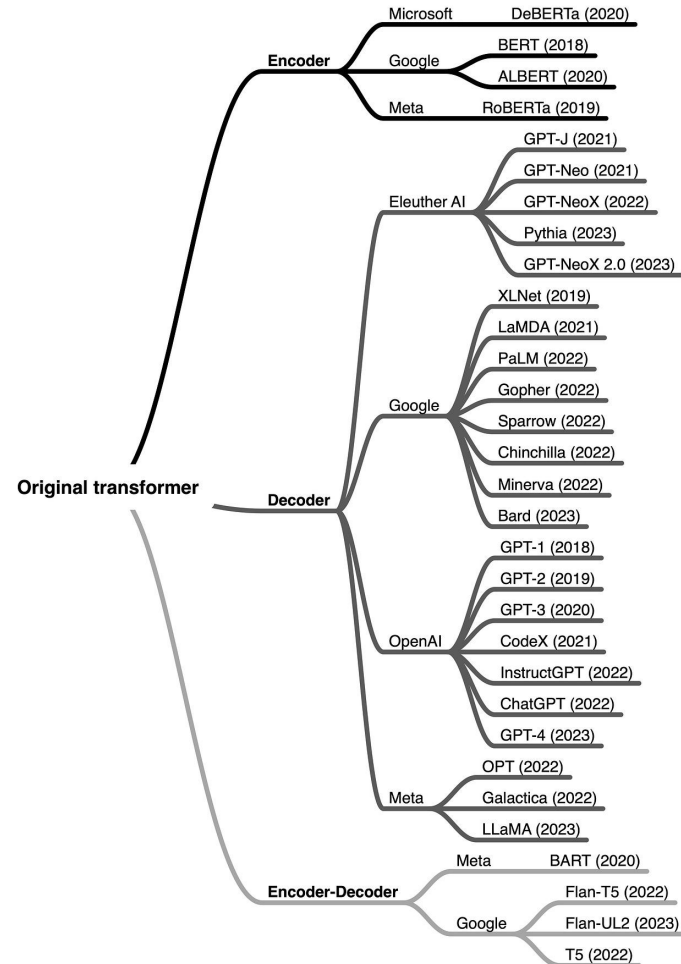 Microsoft DeBERTa (2020)
Encoder
Google
BERT (2018)
ALBERT (2020)
Meta RoBERTa (2019)
Original transformer
Decoder
Eleuther AI
GPT-J (2021)
GPT-Neo (2021)
GPT-NeoX (2022)
Pythia (2023)
GPT-NeoX 2.0 (2023)
Google
XLNet (2019)
LaMDA (2021)
PaLM (2022)
Gopher (2022)
Sparrow (2022)
Chinchilla (2022)
Minerva (2022)
Bard (2023)
OpenAI
GPT-1 (2018)
GPT-2 (2019)
GPT-3 (2020)
CodeX (2021)
InstructGPT (2022)
ChatGPT (2022)
GPT-4 (2023)
Meta
OPT (2022)
Galactica (2022)
LLaMA (2023)
Encoder-Decoder
Meta BART (2020)
Google
Flan-T5 (2022)
Flan-UL2 (2023)
T5 (2022)